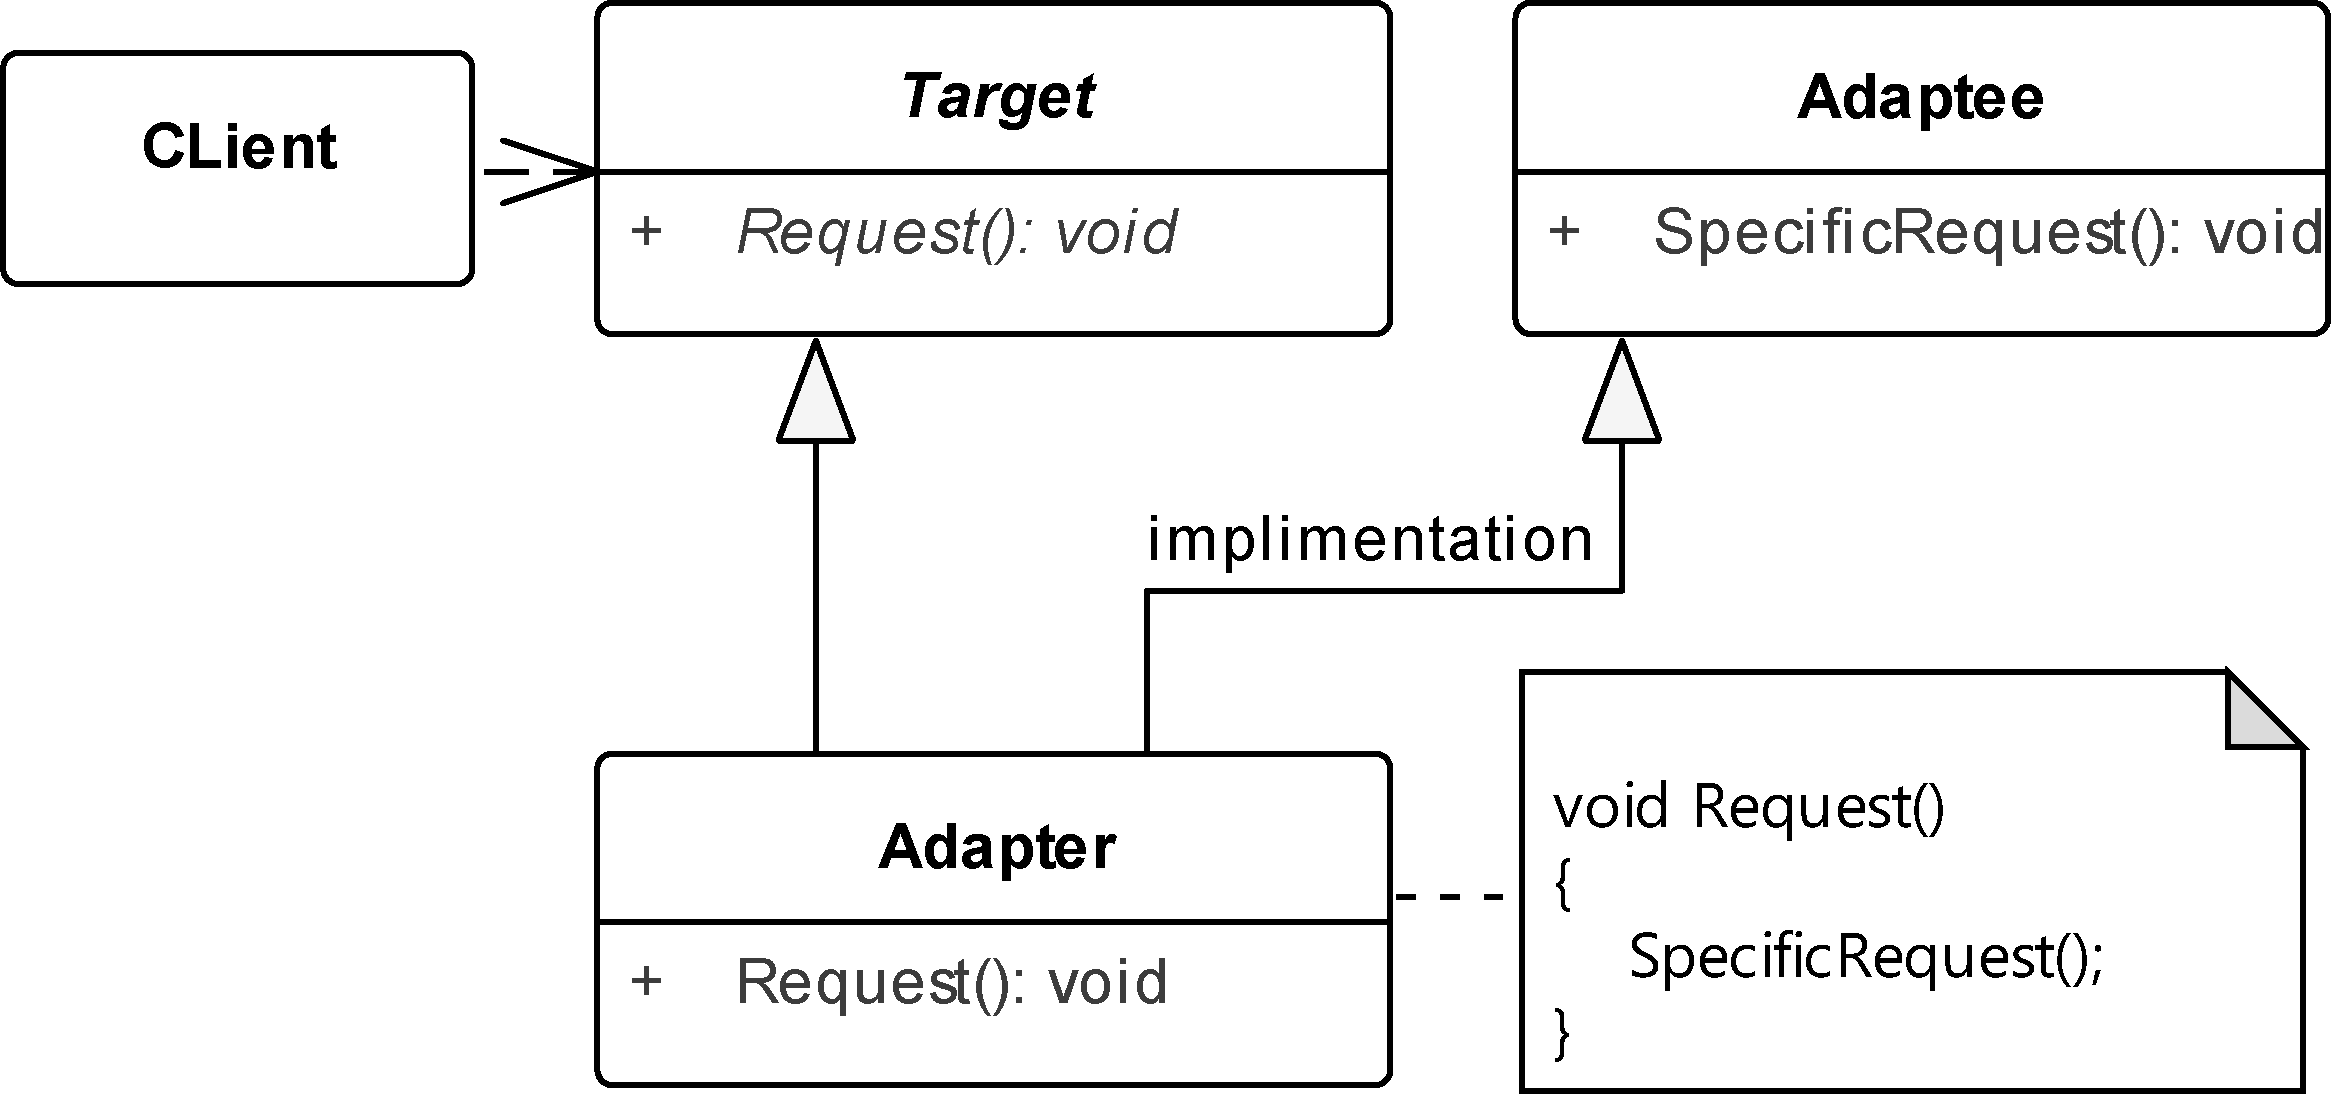 CLient
Target
+ Request(): void
Adaptee
+ SpecificRequest(): void
implimentation
Adapter
+ Request(): void
void Request()
{
SpecificRequest();
}